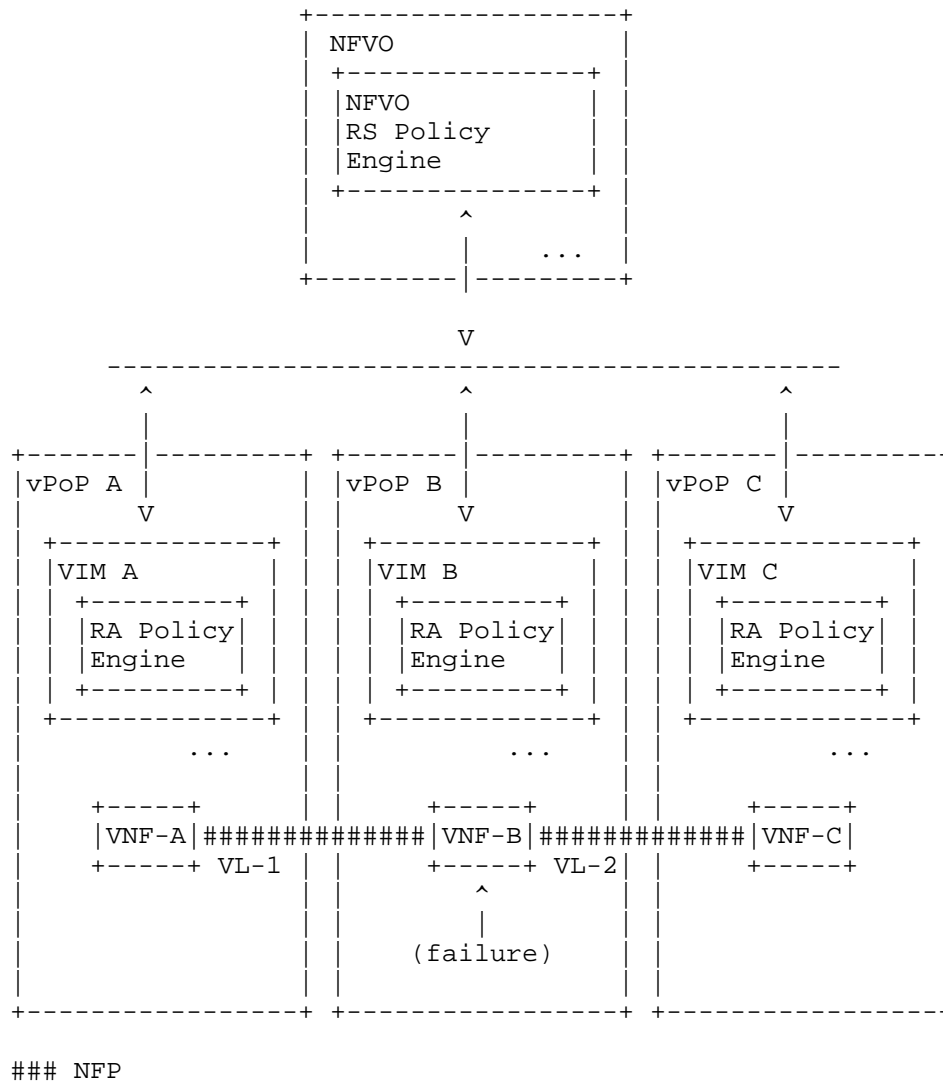 NFVO
NFVO
RS Policy
Engine
...
V
vPoP A vPoP B vPoP C
V V V
VIM A VIM B VIM C
RA Policy RA Policy RA Policy
Engine Engine Engine
... ... ...
VNF-A ############## VNF-B ############# VNF-C
VL-1 VL-2
(failure)
### NFP